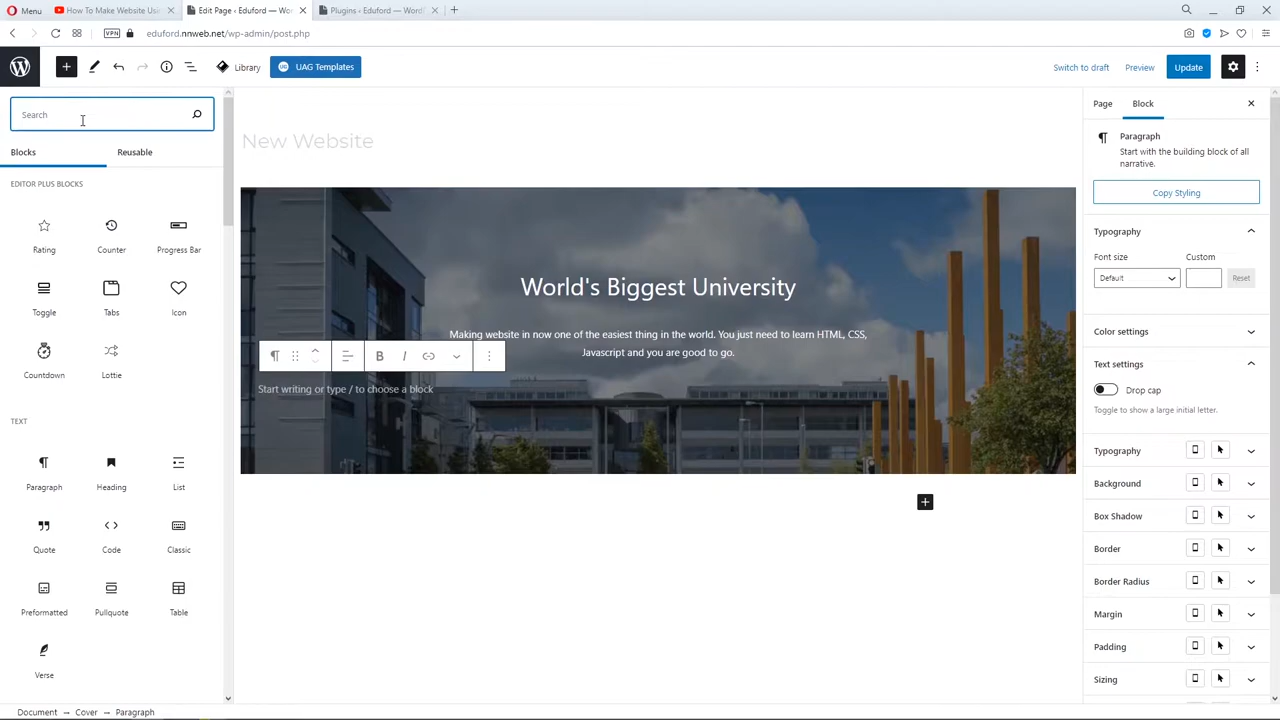 Menu
How To Make Website Usin
Edit Page ‹ Eduford — Wo
Plugins ‹ Eduford — WordP
VPN
eduford.nnweb.net/wp-admin/post.php
Library
UAG Templates
Switch to draft
Preview
Update
Search
Blocks
Reusable
EDITOR PLUS BLOCKS
Rating
Counter
Progress Bar
Toggle
Tabs
Icon
Countdown
Lottie
TEXT
Paragraph
Heading
List
Quote
Code
Classic
Preformatted
Pullquote
Table
Verse
New Website
World's Biggest University
Making website in now one of the easiest thing in the world. You just need to learn HTML, CSS,
Javascript and you are good to go.
B I
Start writing or type / to choose a block
Page
Block
Paragraph
Start with the building block of all
narrative.
Copy Styling
Typography
Font size
Custom
Default
Reset
Color settings
Text settings
Drop cap
Toggle to show a large initial letter.
Typography
Background
Box Shadow
Border
Border Radius
Margin
Padding
Sizing
Document → Cover → Paragraph